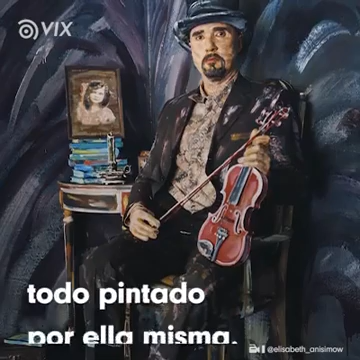 VIX
todo pintado
por ella misma.
@elisabeth_anisimow